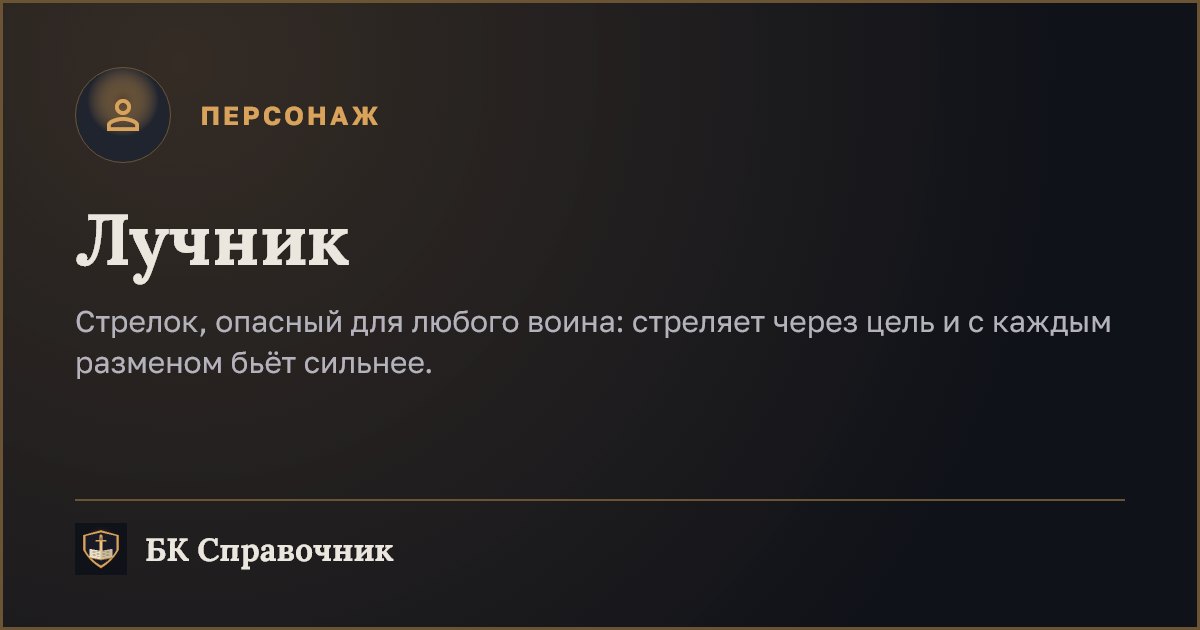 ПЕРСОНАЖ
Лучник
Стрелок, опасный для любого воина: стреляет через цель и с каждым
разменом бьёт сильнее.
БК Справочник